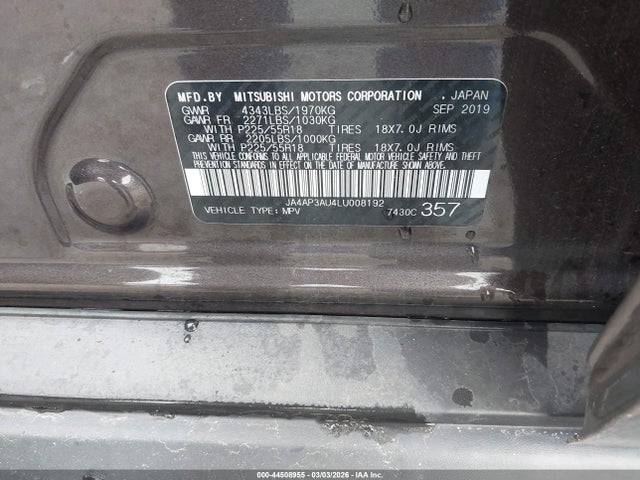 MFD.BY MITSUBISHI MOTORS CORPORATION . JAPAN
GVWR 4343LBS/1970KG SEP 2019
GAWR FR 2271LBS/1030KG
WITH P225/55R18 TIRES 18X7.0J RIMS
GAWR RR 2205LBS/1000KG
WITH P225/55R18 TIRES 18X7.0J RIMS
THIS VEHICLE CONFORMS TO ALL APPLICABLE FEDERAL MOTOR VEHICLE SAFETY AND THEFT
PREVENTION STANDARDS IN EFFECT ON THE DATE OF MANUFACTURE SHOWN ABOVE.
JA4AP3AU4LU008192
VEHICLE TYPE:MPV 7430C 357
000-44508955 - 03/03/2026 - IAA Inc.